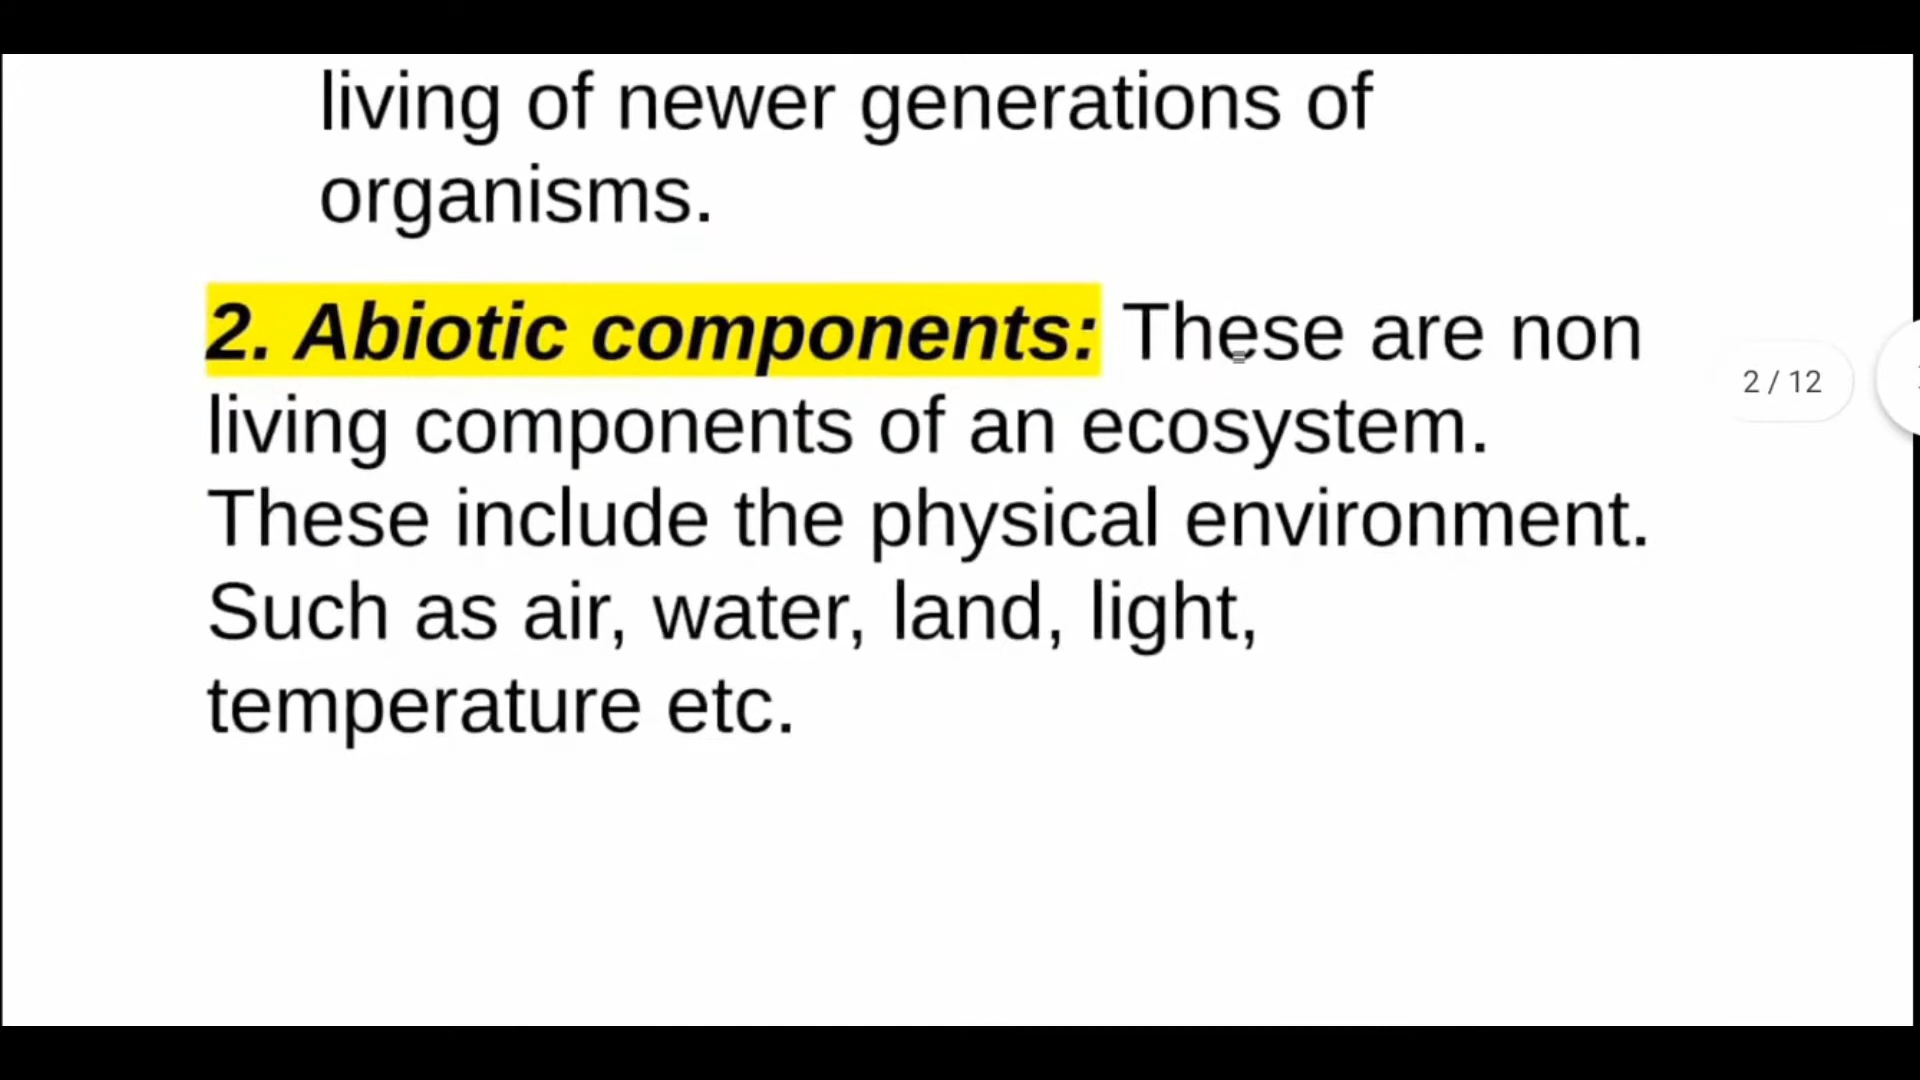 living of newer generations of
organisms.
2. Abiotic components: These are non
living components of an ecosystem.
These include the physical environment.
Such as air, water, land, light,
temperature etc.
2 / 12